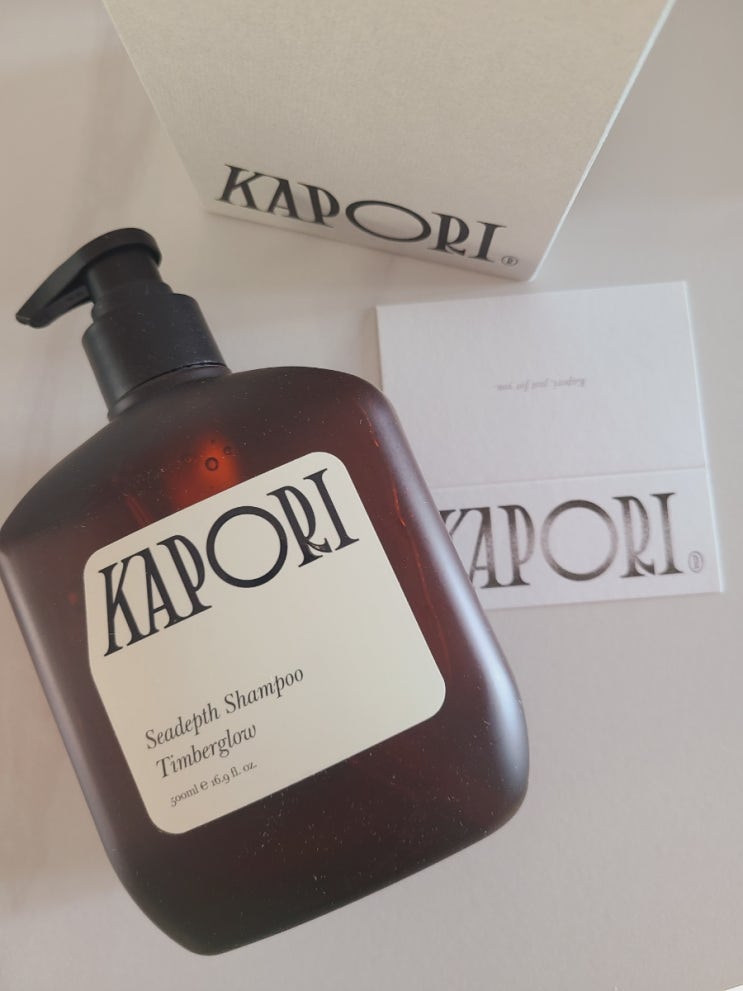 KAPORI®
Kapori, just for you.
KAPORI®
KAPORI
Seadepth Shampoo
Timberglow
500ml ℮ 16.9 fl. oz.